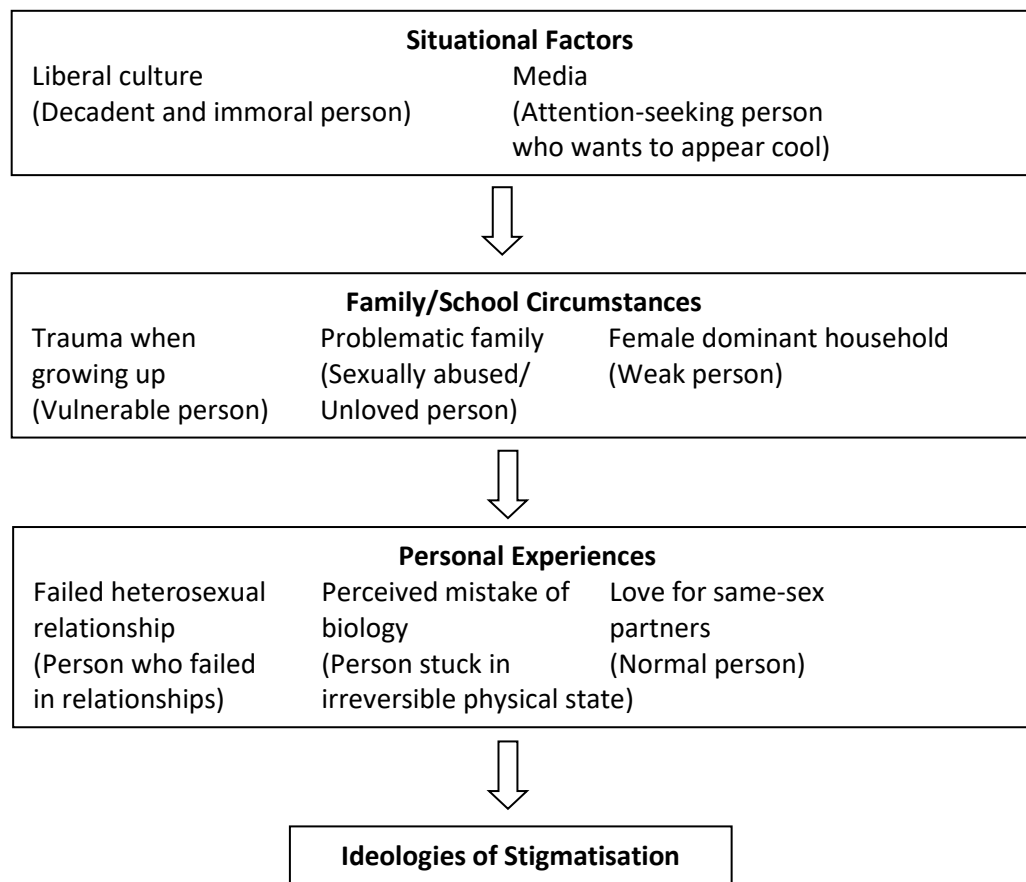 Situational Factors
Liberal culture
(Decadent and immoral person)
Media
(Attention-seeking person
who wants to appear cool)
Family/School Circumstances
Trauma when
growing up
(Vulnerable person)
Problematic family
(Sexually abused/
Unloved person)
Female dominant household
(Weak person)
Personal Experiences
Failed heterosexual
relationship
(Person who failed
in relationships)
Perceived mistake of
biology
(Person stuck in
irreversible physical state)
Love for same-sex
partners
(Normal person)
Ideologies of Stigmatisation